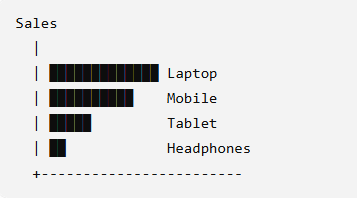 Sales
  |
  | █████████████ Laptop
  | ██████████    Mobile
  | █████         Tablet
  | ██            Headphones
  +------------------------